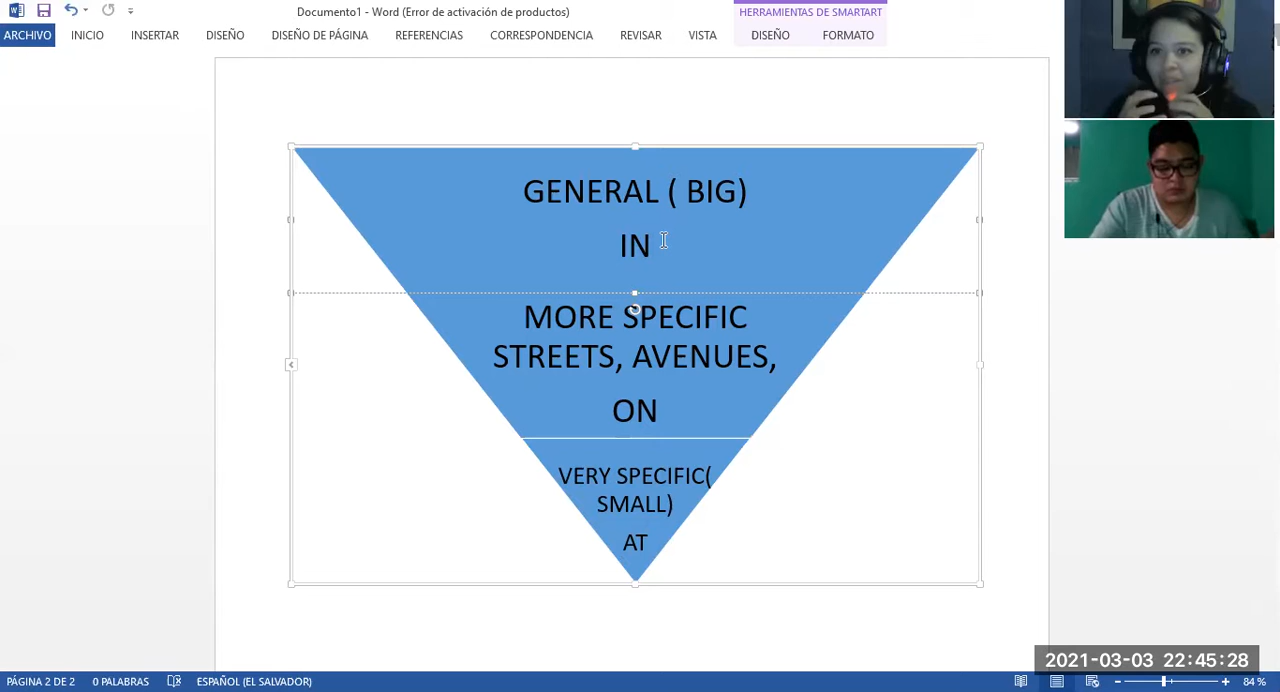 Documento1 - Word (Error de activación de productos)
HERRAMIENTAS DE SMARTART
ARCHIVO INICIO INSERTAR DISEÑO DISEÑO DE PÁGINA REFERENCIAS CORRESPONDENCIA REVISAR VISTA DISEÑO FORMATO
GENERAL ( BIG)
IN
MORE SPECIFIC
STREETS, AVENUES,
ON
VERY SPECIFIC(
SMALL)
AT
2021-03-03 22:45:28
PÁGINA 2 DE 2 0 PALABRAS ESPAÑOL (EL SALVADOR) 84 %